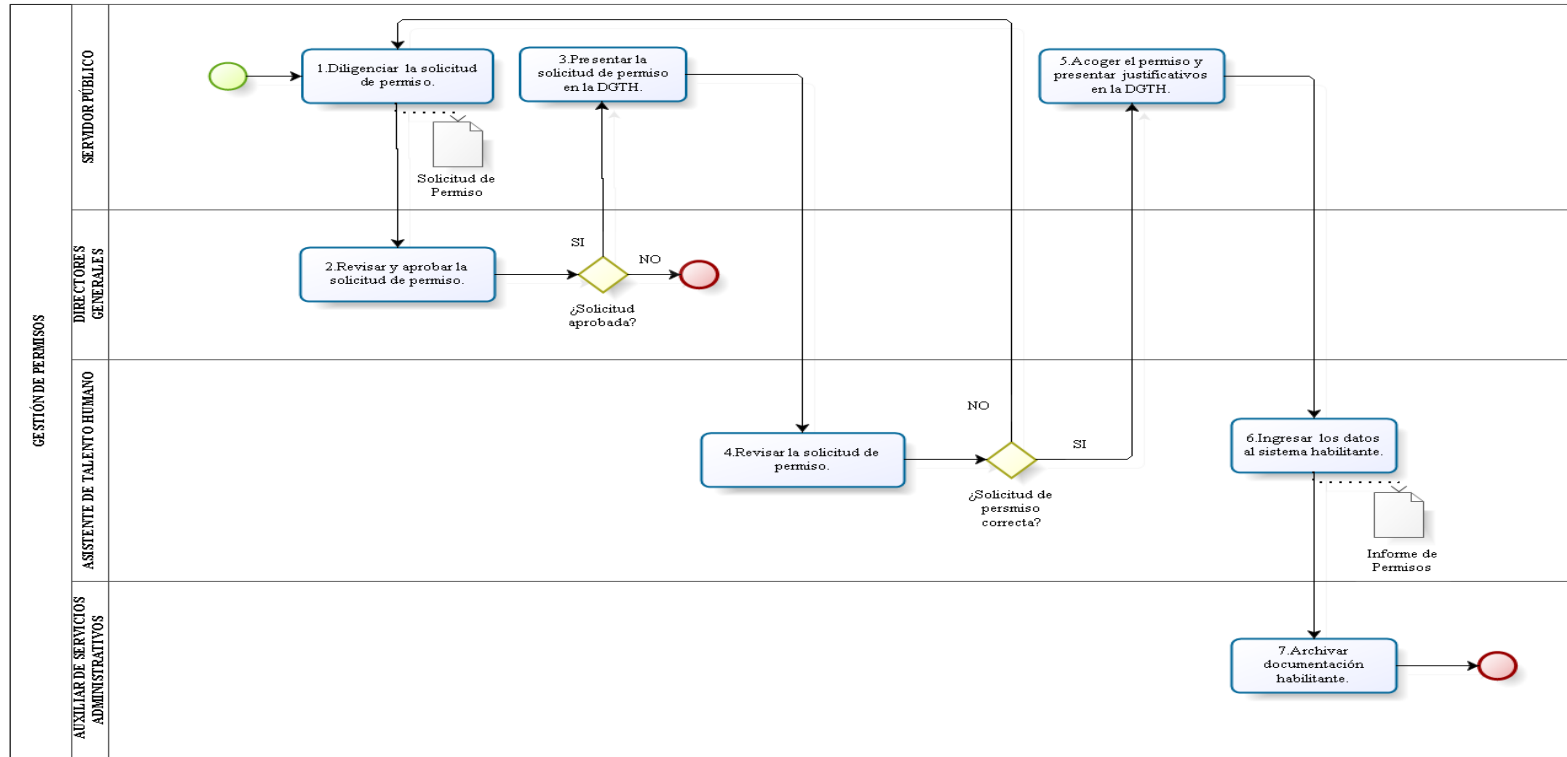 GESTIÓN DE PERMISOS
SERVIDOR PÚBLICO
1.Diligenciar la solicitud
de permiso.
Solicitud de
Permiso
3.Presentar la
solicitud de permiso
en la DGTH.
5.Acoger el permiso y
presentar justificativos
en la DGTH.
DIRECTORES
GENERALES
2.Revisar y aprobar la
solicitud de permiso.
SI
NO
¿Solicitud
aprobada?
ASISTENTE DE TALENTO HUMANO
4.Revisar la solicitud de
permiso.
NO
SI
¿Solicitud de
persmiso
correcta?
6.Ingresar los datos
al sistema habilitante.
Informe de
Permisos
AUXILIAR DE SERVICIOS
ADMINISTRATIVOS
7.Archivar
documentación
habilitante.